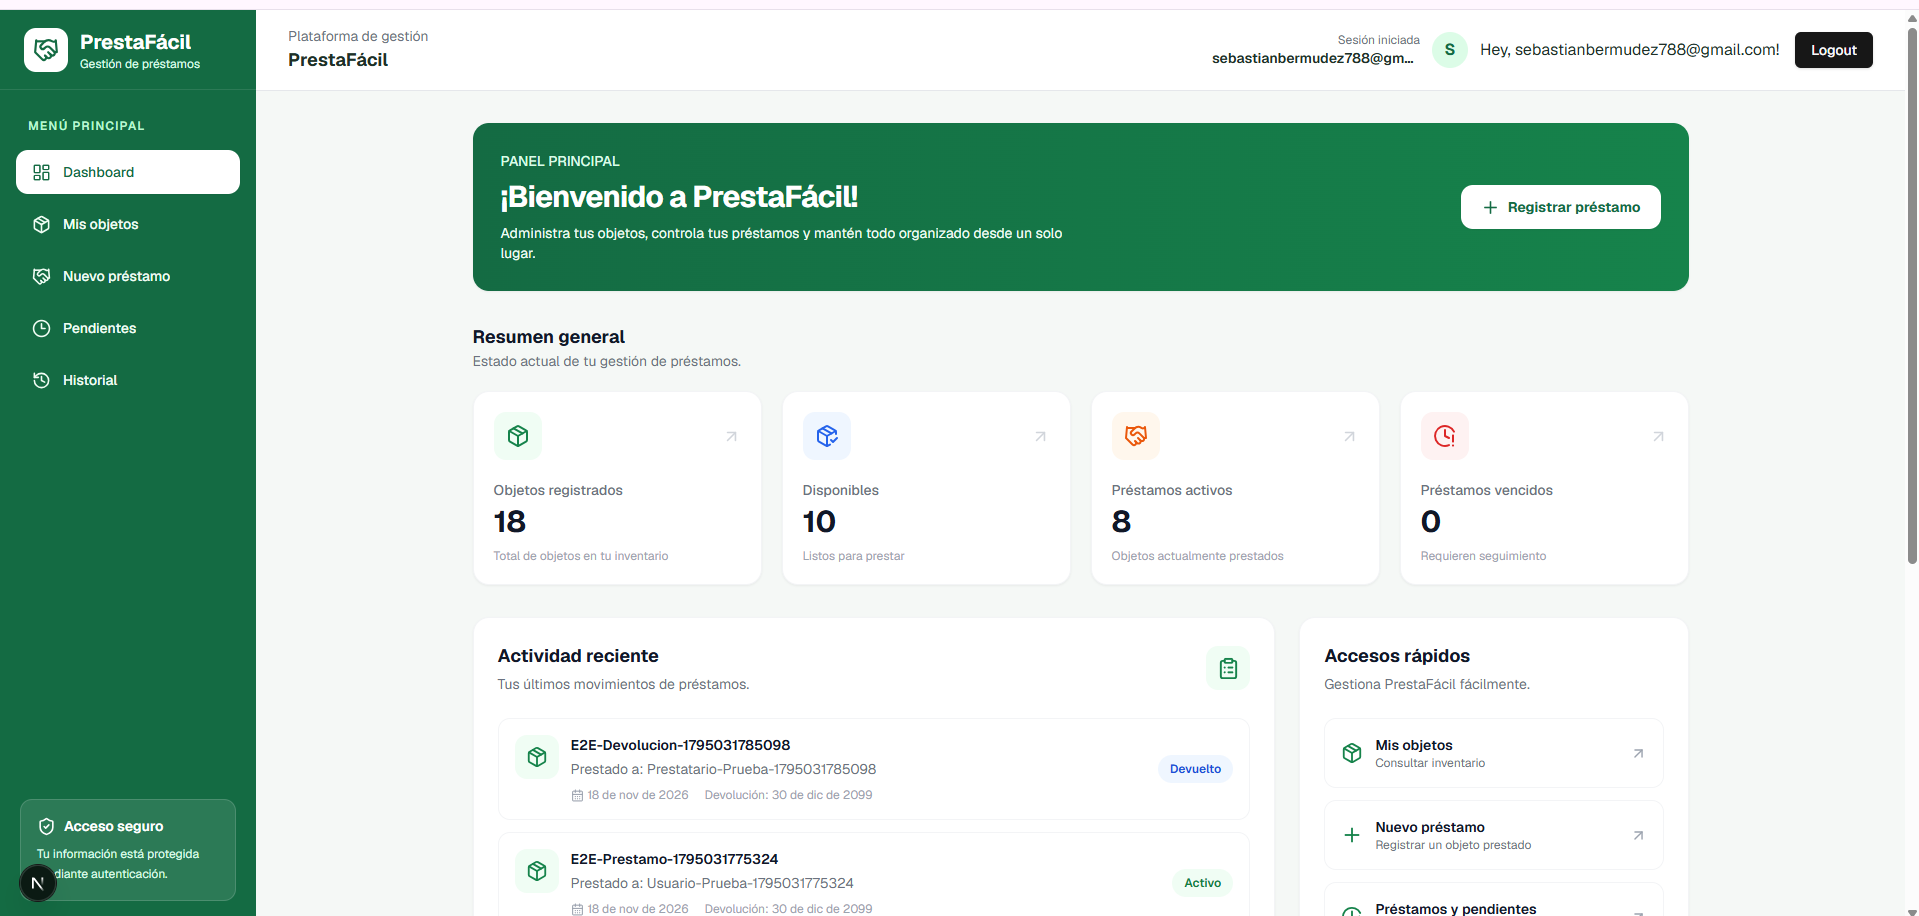 PrestaFácil
Gestión de préstamos
MENÚ PRINCIPAL
Dashboard
Mis objetos
Nuevo préstamo
Pendientes
Historial
Acceso seguro
Tu información está protegida
diante autenticación.
N
Plataforma de gestión
PrestaFácil
Sesión iniciada
sebastianbermudez788@gm...
S
Hey, sebastianbermudez788@gmail.com!
Logout
PANEL PRINCIPAL
¡Bienvenido a PrestaFácil!
Administra tus objetos, controla tus préstamos y mantén todo organizado desde un solo
lugar.
Registrar préstamo
Resumen general
Estado actual de tu gestión de préstamos.
Objetos registrados
18
Total de objetos en tu inventario
Disponibles
10
Listos para prestar
Préstamos activos
8
Objetos actualmente prestados
Préstamos vencidos
0
Requieren seguimiento
Actividad reciente
Tus últimos movimientos de préstamos.
E2E-Devolucion-1795031785098
Prestado a: Prestatario-Prueba-1795031785098
18 de nov de 2026 Devolución: 30 de dic de 2099
Devuelto
E2E-Prestamo-1795031775324
Prestado a: Usuario-Prueba-1795031775324
18 de nov de 2026 Devolución: 30 de dic de 2099
Activo
Accesos rápidos
Gestiona PrestaFácil fácilmente.
Mis objetos
Consultar inventario
Nuevo préstamo
Registrar un objeto prestado
Préstamos y pendientes